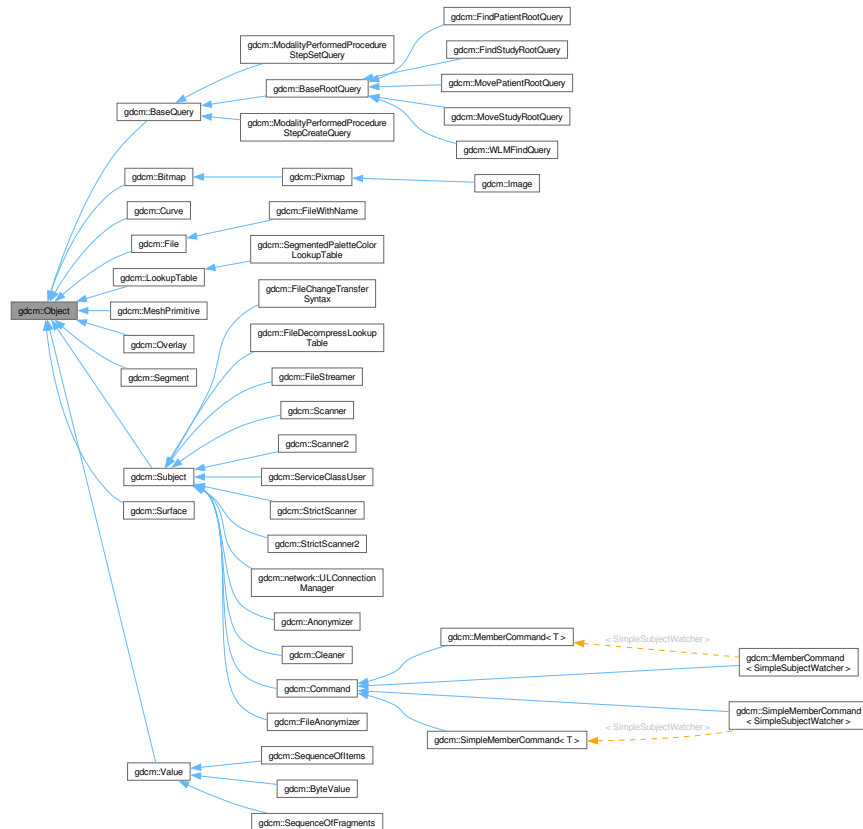 gdcm::FindPatientRootQuery
gdcm::ModalityPerformedProcedure
StepSetQuery
gdcm::FindStudyRootQuery
gdcm::BaseRootQuery
gdcm::MovePatientRootQuery
gdcm::BaseQuery
gdcm::MoveStudyRootQuery
gdcm::ModalityPerformedProcedure
StepCreateQuery
gdcm::WLMFindQuery
gdcm::Bitmap
gdcm::Pixmap
gdcm::Image
gdcm::Curve
gdcm::FileWithName
gdcm::File
gdcm::SegmentedPaletteColor
LookupTable
gdcm::LookupTable
gdcm::FileChangeTransfer
Syntax
gdcm::Object
gdcm::MeshPrimitive
gdcm::FileDecompressLookup
Table
gdcm::Overlay
gdcm::Segment
gdcm::FileStreamer
gdcm::Scanner
gdcm::Scanner2
gdcm::Subject
gdcm::ServiceClassUser
gdcm::Surface
gdcm::StrictScanner
gdcm::StrictScanner2
gdcm::network::ULConnection
Manager
gdcm::Anonymizer
gdcm::MemberCommand< T >
< SimpleSubjectWatcher >
gdcm::Cleaner
gdcm::MemberCommand
< SimpleSubjectWatcher >
gdcm::Command
gdcm::SimpleMemberCommand
< SimpleSubjectWatcher >
gdcm::FileAnonymizer
< SimpleSubjectWatcher >
gdcm::SimpleMemberCommand< T >
gdcm::SequenceOfItems
gdcm::Value
gdcm::ByteValue
gdcm::SequenceOfFragments